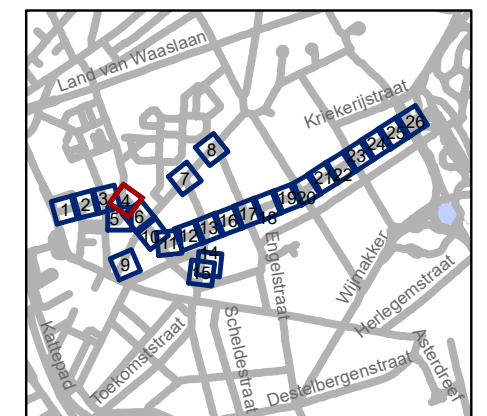 Land van Waaslaan
Kriekerijstraat
1
2
3
4
5
6
7
8
9
10
11
12
13
14
15
16
17
18
19
20
21
22
23
24
25
26
Engelstraat
Wijmakker
Herlegemstraat
Kattepad
Toekomststraat
Scheldestraat
Destelbergenstraat
Asterdreef